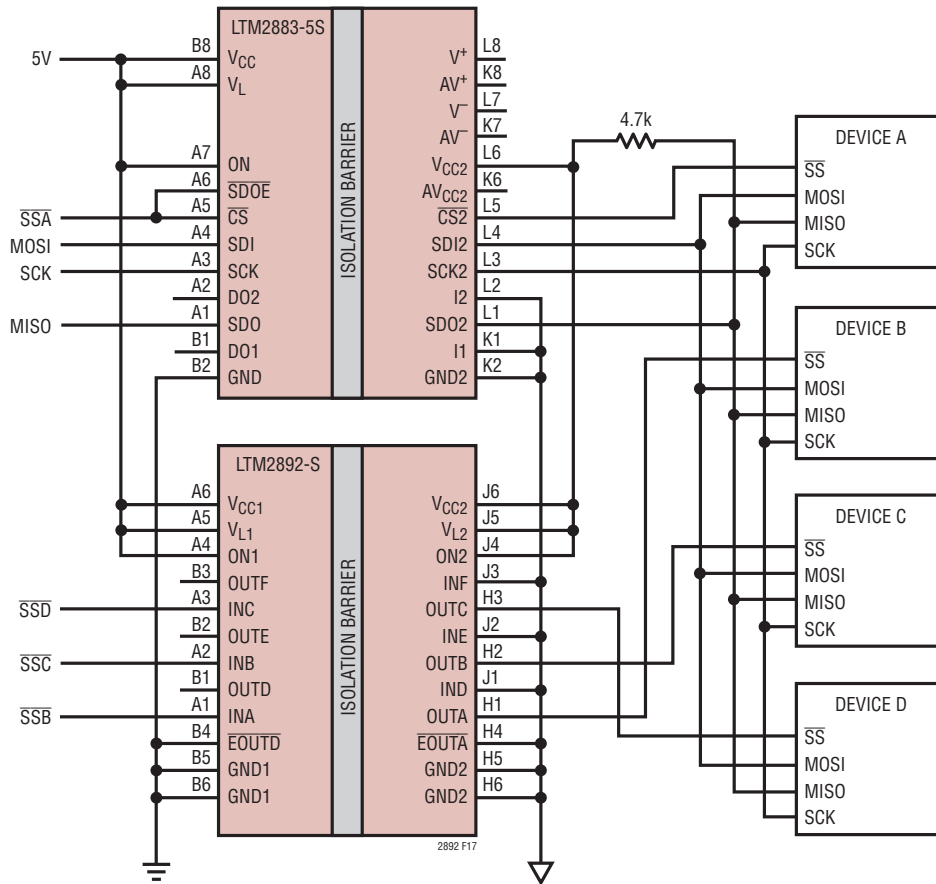 LTM2883-5S
ISOLATION BARRIER
5V
B8 VCC
A8 VL
A7 ON
A6 SDOE
SSA A5 CS
MOSI A4 SDI
SCK A3 SCK
A2 DO2
MISO A1 SDO
B1 DO1
B2 GND
V+ L8
AV+ K8
V– L7
AV– K7
VCC2 L6
AVCC2 K6
CS2 L5
SDI2 L4
SCK2 L3
I2 L2
SDO2 L1
I1 K1
GND2 K2
4.7k
DEVICE A
SS
MOSI
MISO
SCK
DEVICE B
SS
MOSI
MISO
SCK
LTM2892-S
ISOLATION BARRIER
A6 VCC1
A5 VL1
A4 ON1
B3 OUTF
SSD A3 INC
B2 OUTE
SSC A2 INB
B1 OUTD
SSB A1 INA
B4 EOUTD
B5 GND1
B6 GND1
VCC2 J6
VL2 J5
ON2 J4
INF J3
OUTC H3
INE J2
OUTB H2
IND J1
OUTA H1
EOUTA H4
GND2 H5
GND2 H6
DEVICE C
SS
MOSI
MISO
SCK
DEVICE D
SS
MOSI
MISO
SCK
2892 F17